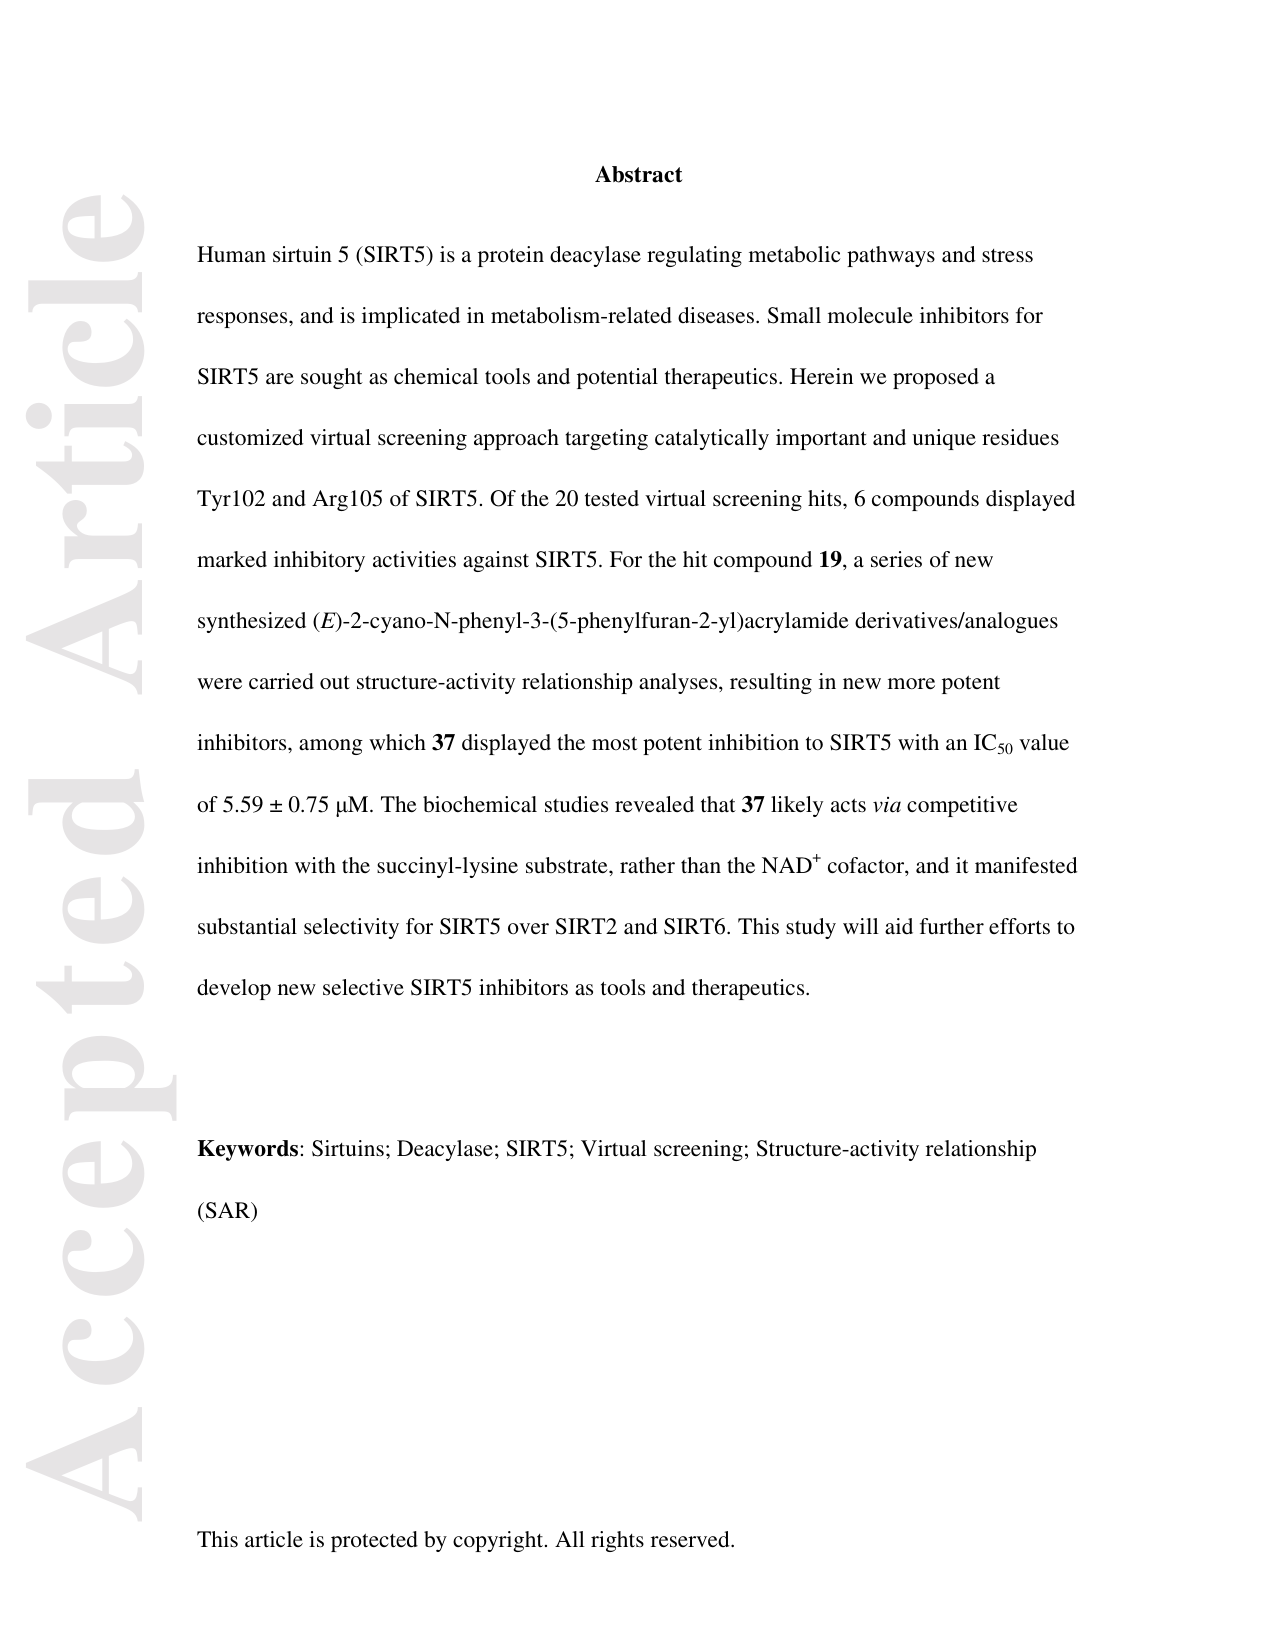 Abstract
Human sirtuin 5 (SIRT5) is a protein deacylase regulating metabolic pathways and stress
responses, and is implicated in metabolism-related diseases. Small molecule inhibitors for
SIRT5 are sought as chemical tools and potential therapeutics. Herein we proposed a
customized virtual screening approach targeting catalytically important and unique residues
Tyr102 and Arg105 of SIRT5. Of the 20 tested virtual screening hits, 6 compounds displayed
marked inhibitory activities against SIRT5. For the hit compound 19, a series of new
synthesized (E)-2-cyano-N-phenyl-3-(5-phenylfuran-2-yl)acrylamide derivatives/analogues
were carried out structure-activity relationship analyses, resulting in new more potent
inhibitors, among which 37 displayed the most potent inhibition to SIRT5 with an IC50 value
of 5.59 ± 0.75 μM. The biochemical studies revealed that 37 likely acts via competitive
inhibition with the succinyl-lysine substrate, rather than the NAD+ cofactor, and it manifested
substantial selectivity for SIRT5 over SIRT2 and SIRT6. This study will aid further efforts to
develop new selective SIRT5 inhibitors as tools and therapeutics.
Keywords: Sirtuins; Deacylase; SIRT5; Virtual screening; Structure-activity relationship
(SAR)
This article is protected by copyright. All rights reserved.
Accepted Article